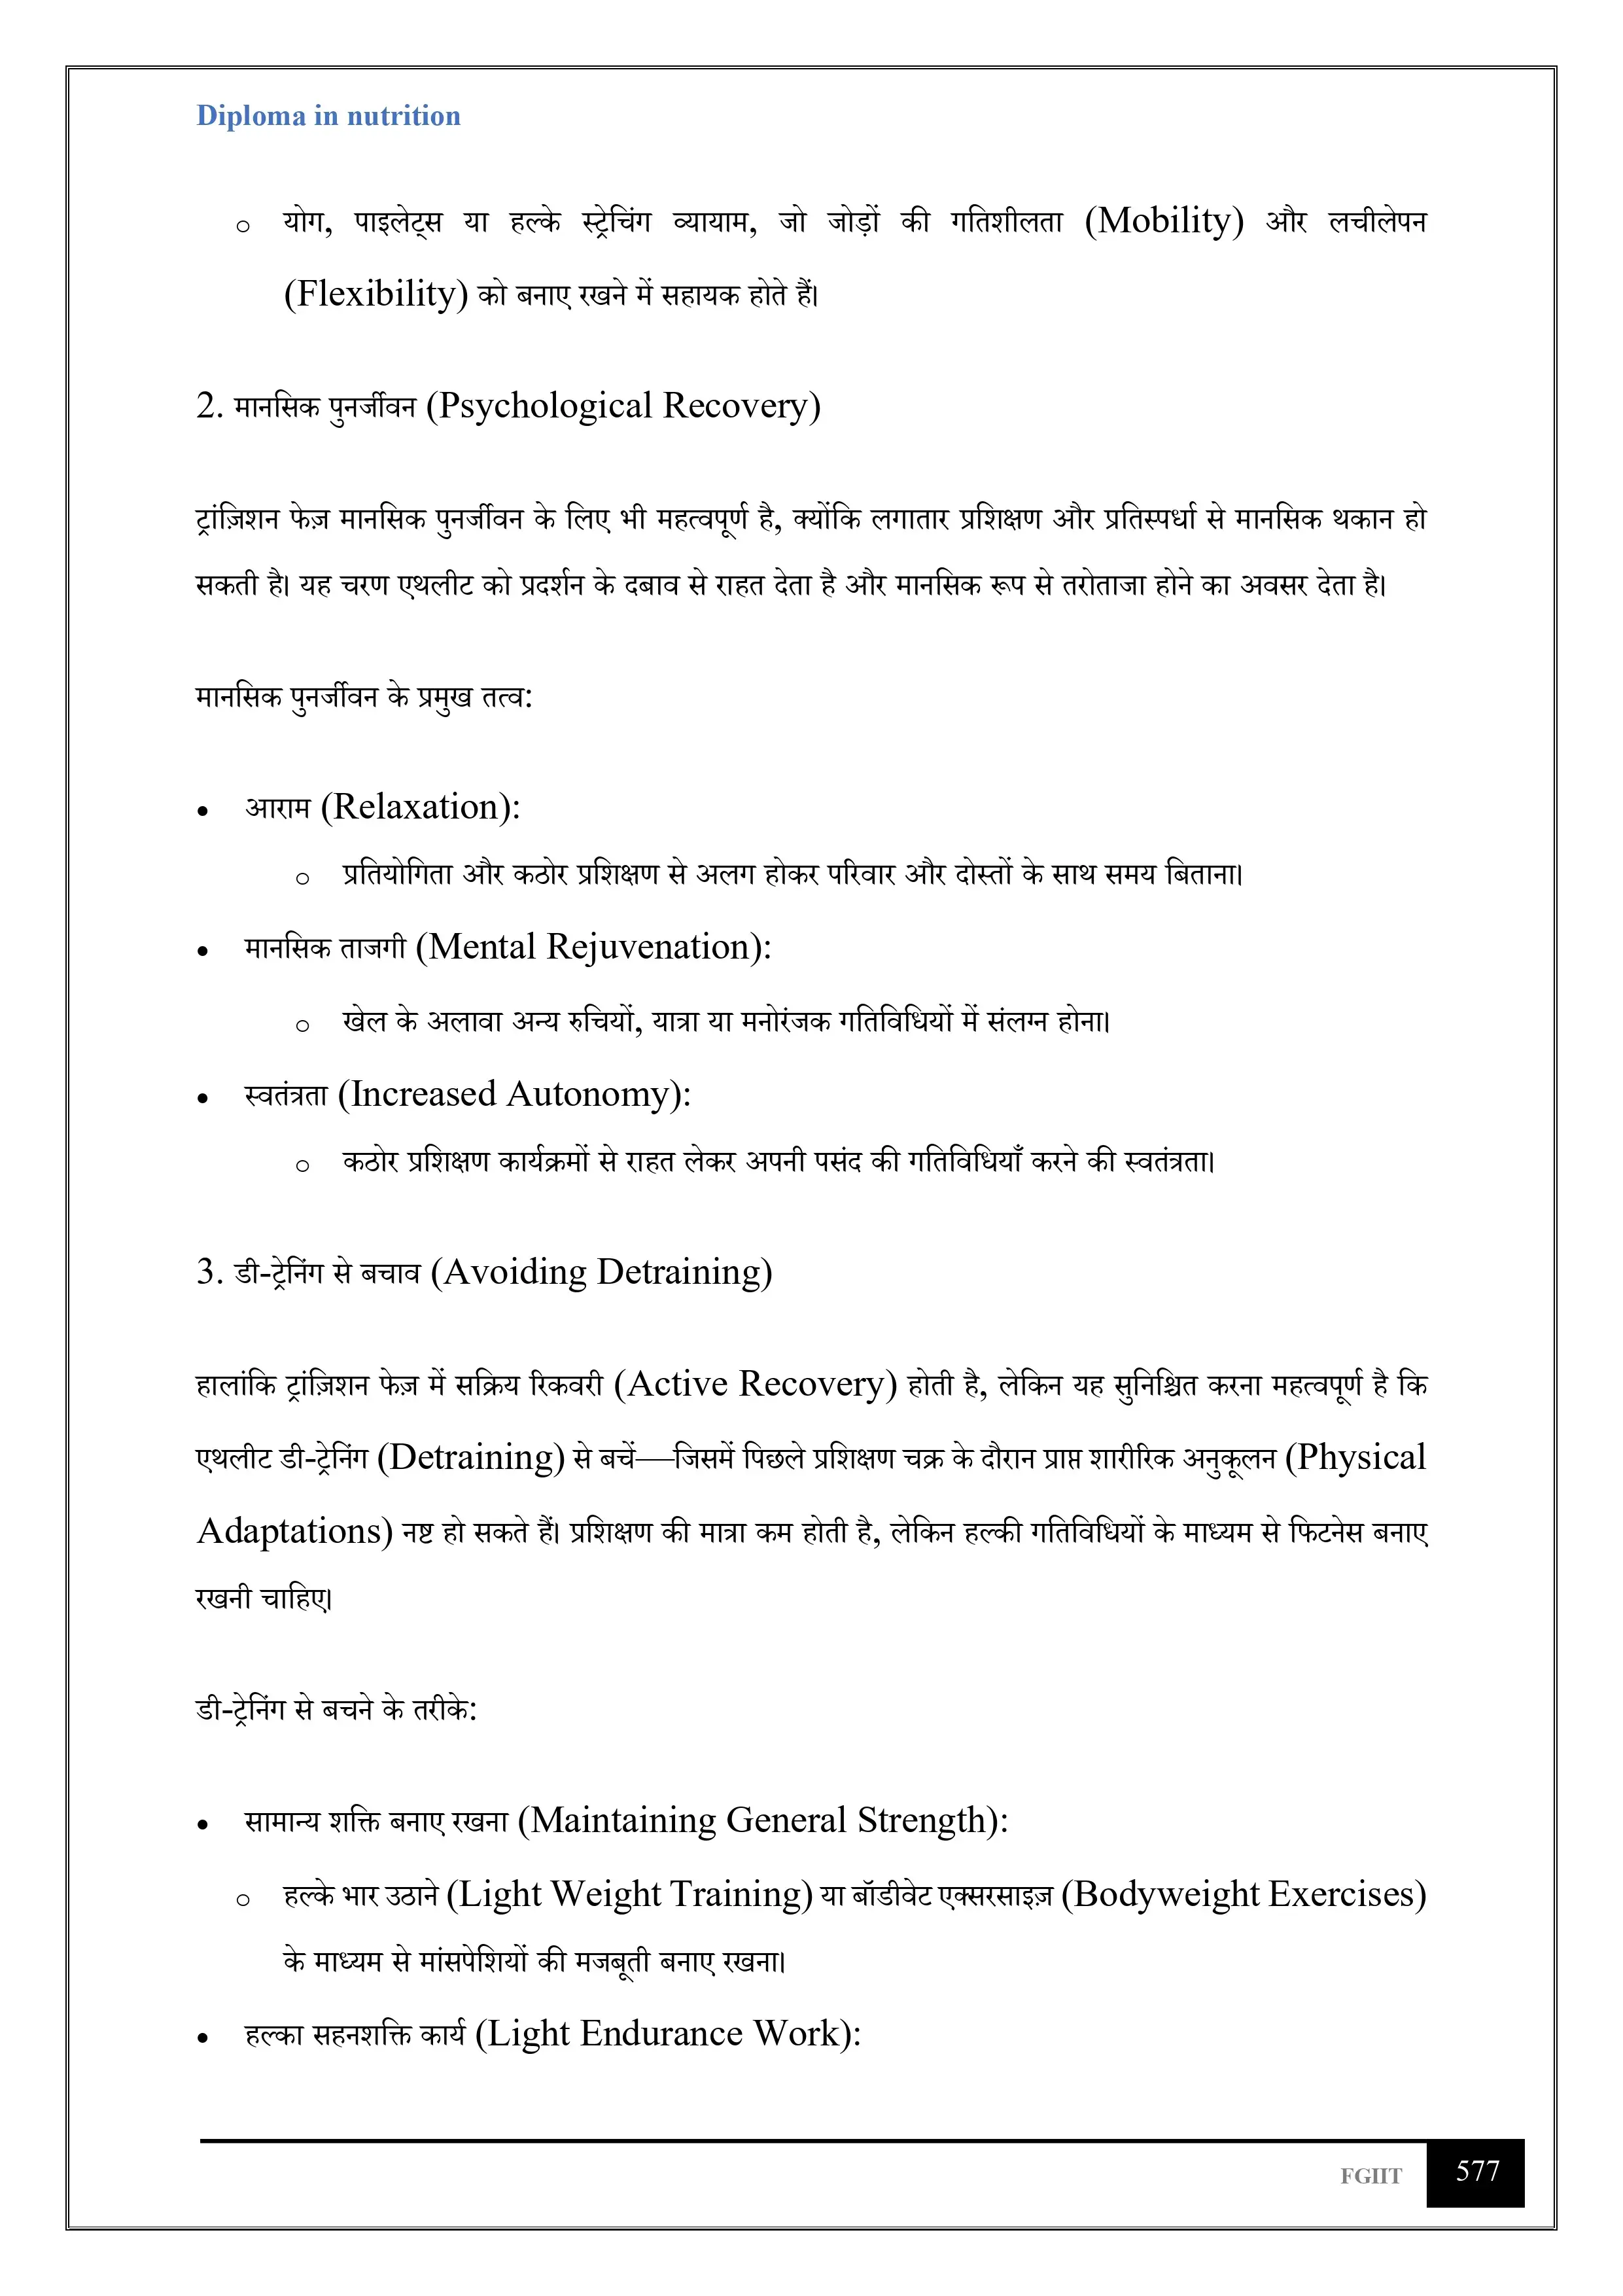 Diploma in nutrition
o योग, पाइलेट्स या हल्के स्ट्रेचिंग व्यायाम, जो जोड़ों की गतिशीलता (Mobility) और लचीलेपन
(Flexibility) को बनाए रखने में सहायक होते हैं।
2. मानसिक पुनर्जीवन (Psychological Recovery)
ट्रांज़िशन फेज़ मानसिक पुनर्जीवन के लिए भी महत्वपूर्ण है, क्योंकि लगातार प्रशिक्षण और प्रतिस्पर्धा से मानसिक थकान हो
सकती है। यह चरण एथलीट को प्रदर्शन के दबाव से राहत देता है और मानसिक रूप से तरोताजा होने का अवसर देता है।
मानसिक पुनर्जीवन के प्रमुख तत्व:
• आराम (Relaxation):
o प्रतियोगिता और कठोर प्रशिक्षण से अलग होकर परिवार और दोस्तों के साथ समय बिताना।
• मानसिक ताजगी (Mental Rejuvenation):
o खेल के अलावा अन्य रुचियों, यात्रा या मनोरंजक गतिविधियों में संलग्न होना।
• स्वतंत्रता (Increased Autonomy):
o कठोर प्रशिक्षण कार्यक्रमों से राहत लेकर अपनी पसंद की गतिविधियाँ करने की स्वतंत्रता।
3. डी-ट्रेनिंग से बचाव (Avoiding Detraining)
हालांकि ट्रांज़िशन फेज़ में सक्रिय रिकवरी (Active Recovery) होती है, लेकिन यह सुनिश्चित करना महत्वपूर्ण है कि
एथलीट डी-ट्रेनिंग (Detraining) से बचें—जिसमें पिछले प्रशिक्षण चक्र के दौरान प्राप्त शारीरिक अनुकूलन (Physical
Adaptations) नष्ट हो सकते हैं। प्रशिक्षण की मात्रा कम होती है, लेकिन हल्की गतिविधियों के माध्यम से फिटनेस बनाए
रखनी चाहिए।
डी-ट्रेनिंग से बचने के तरीके:
• सामान्य शक्ति बनाए रखना (Maintaining General Strength):
o हल्के भार उठाने (Light Weight Training) या बॉडीवेट एक्सरसाइज़ (Bodyweight Exercises)
के माध्यम से मांसपेशियों की मजबूती बनाए रखना।
• हल्का सहनशक्ति कार्य (Light Endurance Work):
FGIIT 577